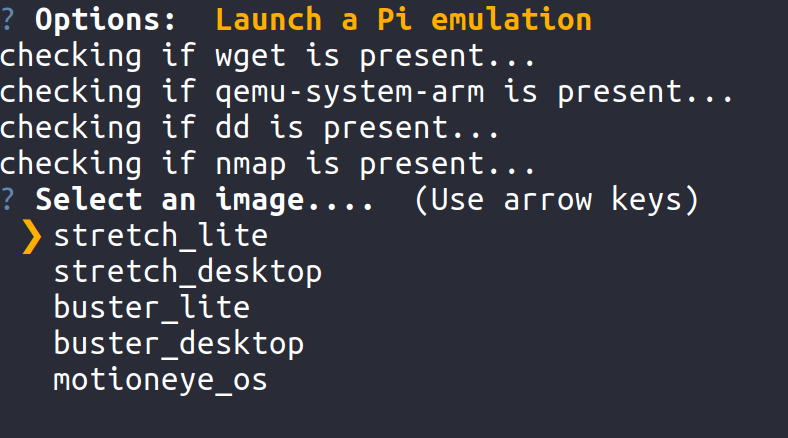 ? Options:  Launch a Pi emulation
checking if wget is present...
checking if qemu-system-arm is present...
checking if dd is present...
checking if nmap is present...
? Select an image....  (Use arrow keys)
❯ stretch_lite
stretch_desktop
buster_lite
buster_desktop
motioneye_os